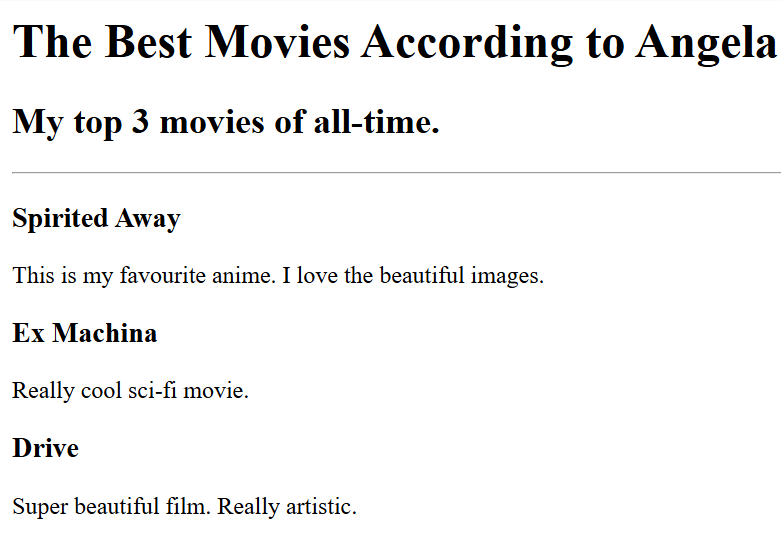 The Best Movies According to Angela
My top 3 movies of all-time.
Spirited Away
This is my favourite anime. I love the beautiful images.
Ex Machina
Really cool sci-fi movie.
Drive
Super beautiful film. Really artistic.